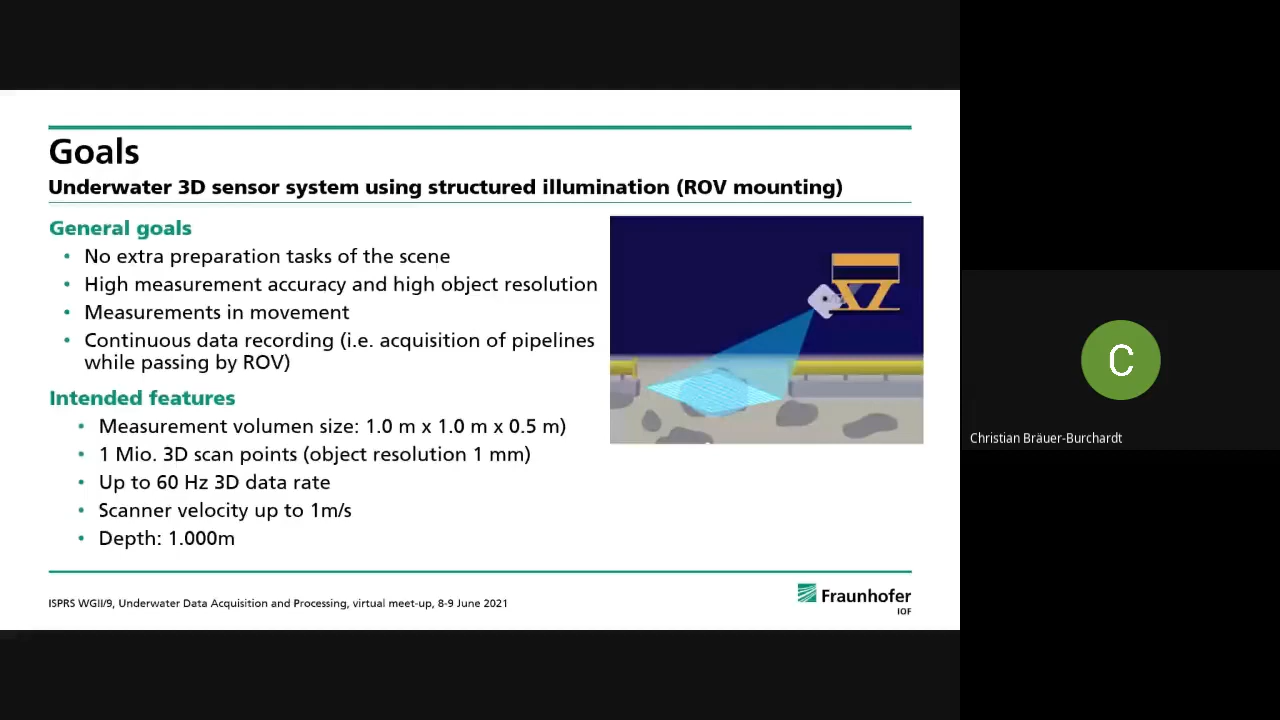 Goals
Underwater 3D sensor system using structured illumination (ROV mounting)
General goals
• No extra preparation tasks of the scene
• High measurement accuracy and high object resolution
• Measurements in movement
• Continuous data recording (i.e. acquisition of pipelines
while passing by ROV)
Intended features
• Measurement volumen size: 1.0 m x 1.0 m x 0.5 m)
• 1 Mio. 3D scan points (object resolution 1 mm)
• Up to 60 Hz 3D data rate
• Scanner velocity up to 1m/s
• Depth: 1.000m
ISPRS WGII/9, Underwater Data Acquisition and Processing, virtual meet-up, 8-9 June 2021
Fraunhofer
IOF
C
Christian Bräuer-Burchardt